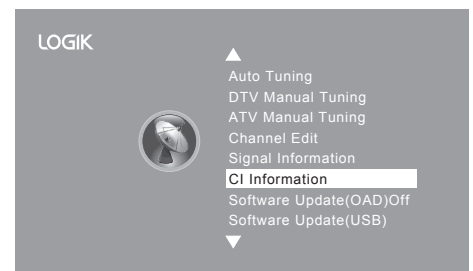 LOGIK
Auto Tuning
DTV Manual Tuning
ATV Manual Tuning
Channel Edit
Signal Information
CI Information
Software Update(OAD)Off
Software Update(USB)